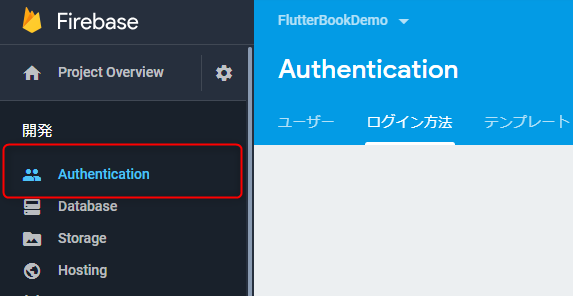 Firebase
Project Overview
開発
Authentication
Database
Storage
Hosting
FlutterBookDemo
Authentication
ユーザー ログイン方法 テンプレート